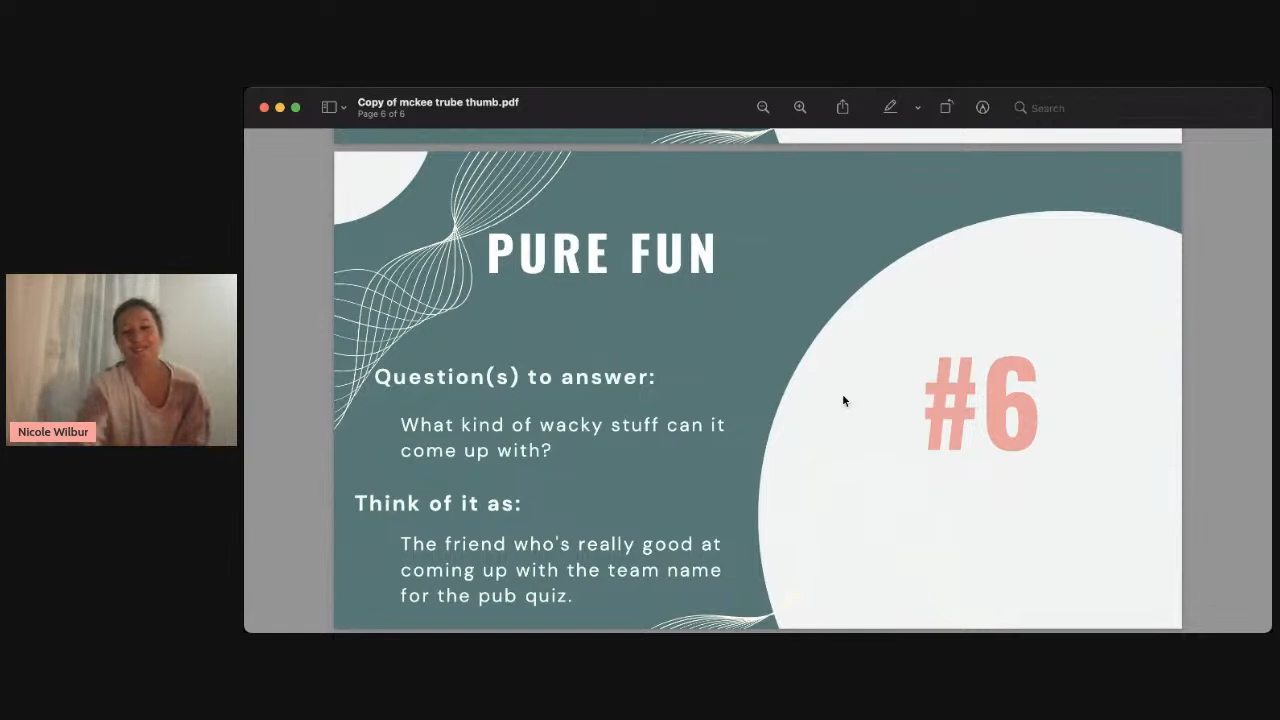 Copy of mckee trube thumb.pdf
Page 6 of 6
Search
PURE FUN
Question(s) to answer:
What kind of wacky stuff can it
come up with?
Think of it as:
The friend who's really good at
coming up with the team name
for the pub quiz.
#6
Nicole Wilbur